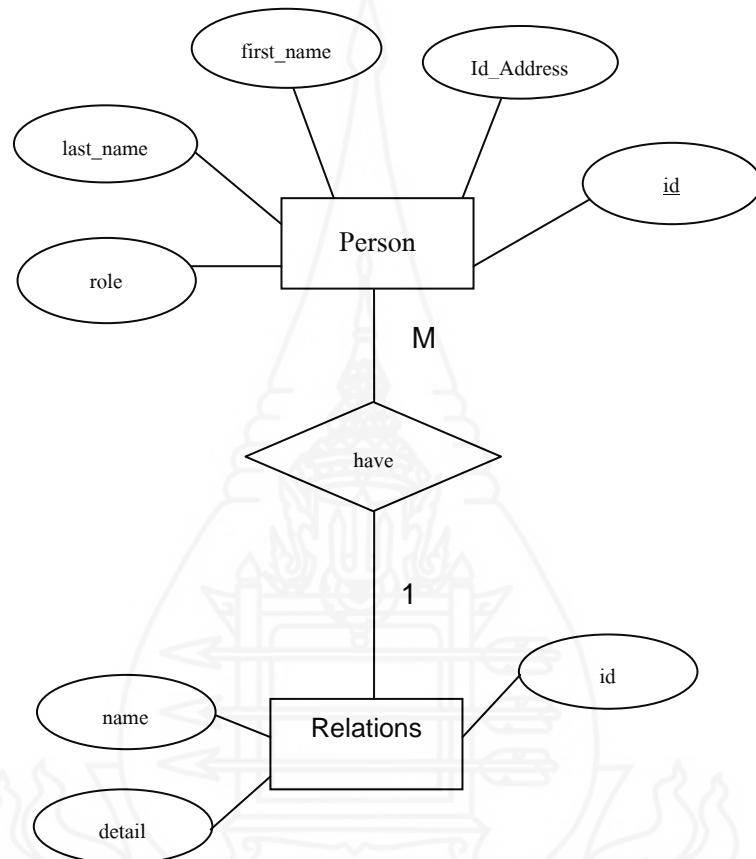 first_name
Id_Address
last_name
id
Person
role
M
have
1
id
name
Relations
detail